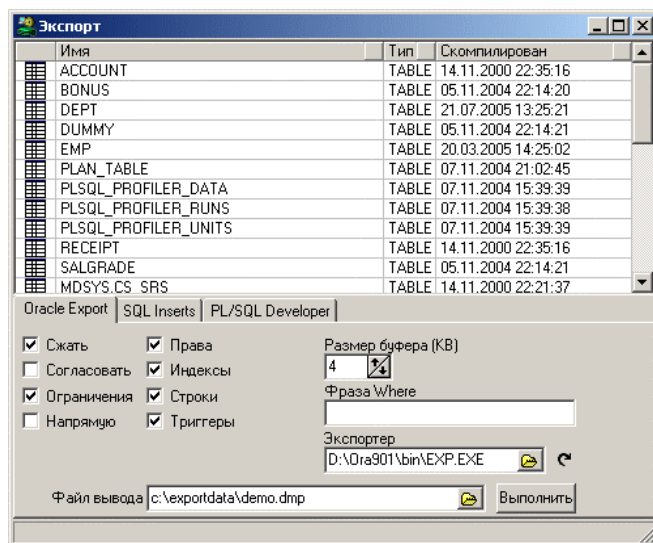 Экспорт
Имя Тип Скомпилирован
ACCOUNT TABLE 14.11.2000 22:35:16
BONUS TABLE 05.11.2004 22:14:20
DEPT TABLE 21.07.2005 13:25:21
DUMMY TABLE 05.11.2004 22:14:21
EMP TABLE 20.03.2005 14:25:02
PLAN_TABLE TABLE 07.11.2004 21:02:45
PLSQL_PROFILER_DATA TABLE 07.11.2004 15:39:39
PLSQL_PROFILER_RUNS TABLE 07.11.2004 15:39:38
PLSQL_PROFILER_UNITS TABLE 07.11.2004 15:39:39
RECEIPT TABLE 14.11.2000 22:35:16
SALGRADE TABLE 05.11.2004 22:14:21
MDSYS.CS_SRS TABLE 14.11.2000 22:21:37
Oracle Export SQL Inserts PL/SQL Developer
Сжать Права Размер буфера (KB)
Согласовать Индексы 4
Ограничения Строки Фраза Where
Напрямую Триггеры
Экспортер
D:\Ora901\bin\EXP.EXE
Файл вывода c:\exportdata\demo.dmp Выполнить